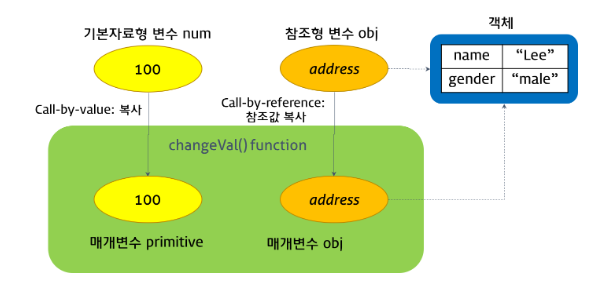 객체
기본자료형 변수 num
참조형 변수 obj
100
address
name “Lee”
gender “male”
Call-by-value: 복사
Call-by-reference:
참조값 복사
changeVal() function
100
address
매개변수 primitive
매개변수 obj